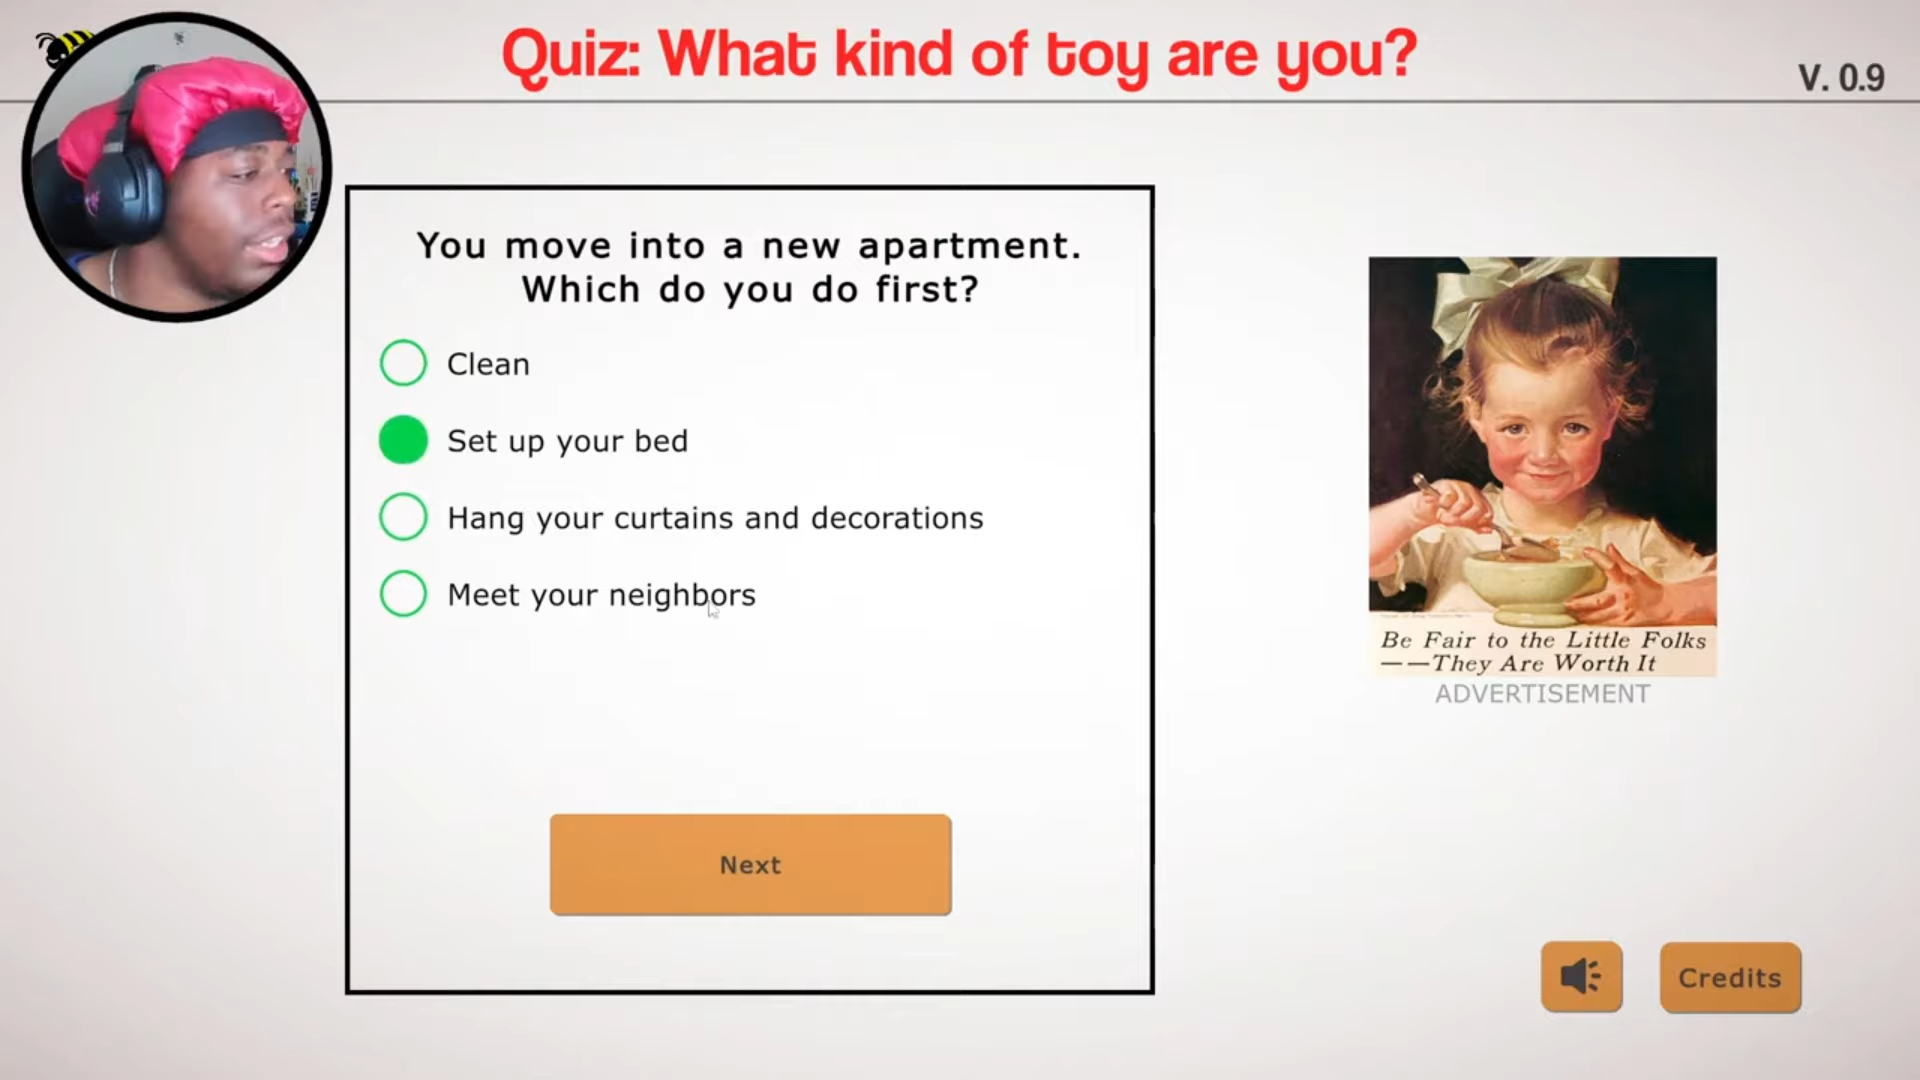 Quiz: What kind of toy are you?
V. 0.9
You move into a new apartment.
Which do you do first?
Clean
Set up your bed
Hang your curtains and decorations
Meet your neighbors
Next
Be Fair to the Little Folks
——They Are Worth It
ADVERTISEMENT
Credits